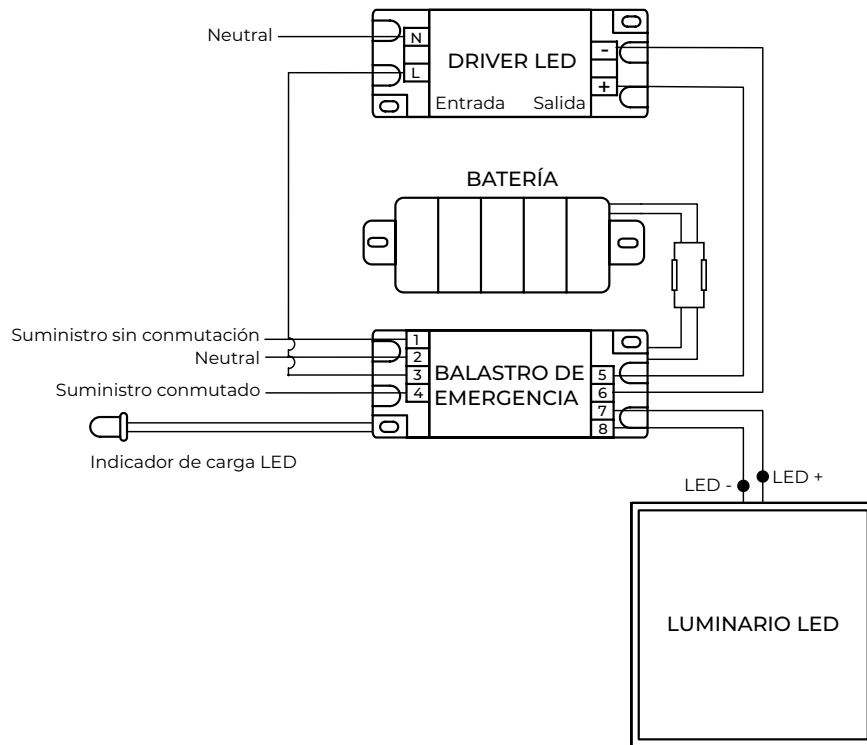 Neutral
N
L
DRIVER LED
Entrada
Salida
-
+
BATERÍA
Suministro sin conmutación
Neutral
Suministro conmutado
1
2
3
4
BALASTRO DE
EMERGENCIA
5
6
7
8
Indicador de carga LED
LED -
LED +
LUMINARIO LED